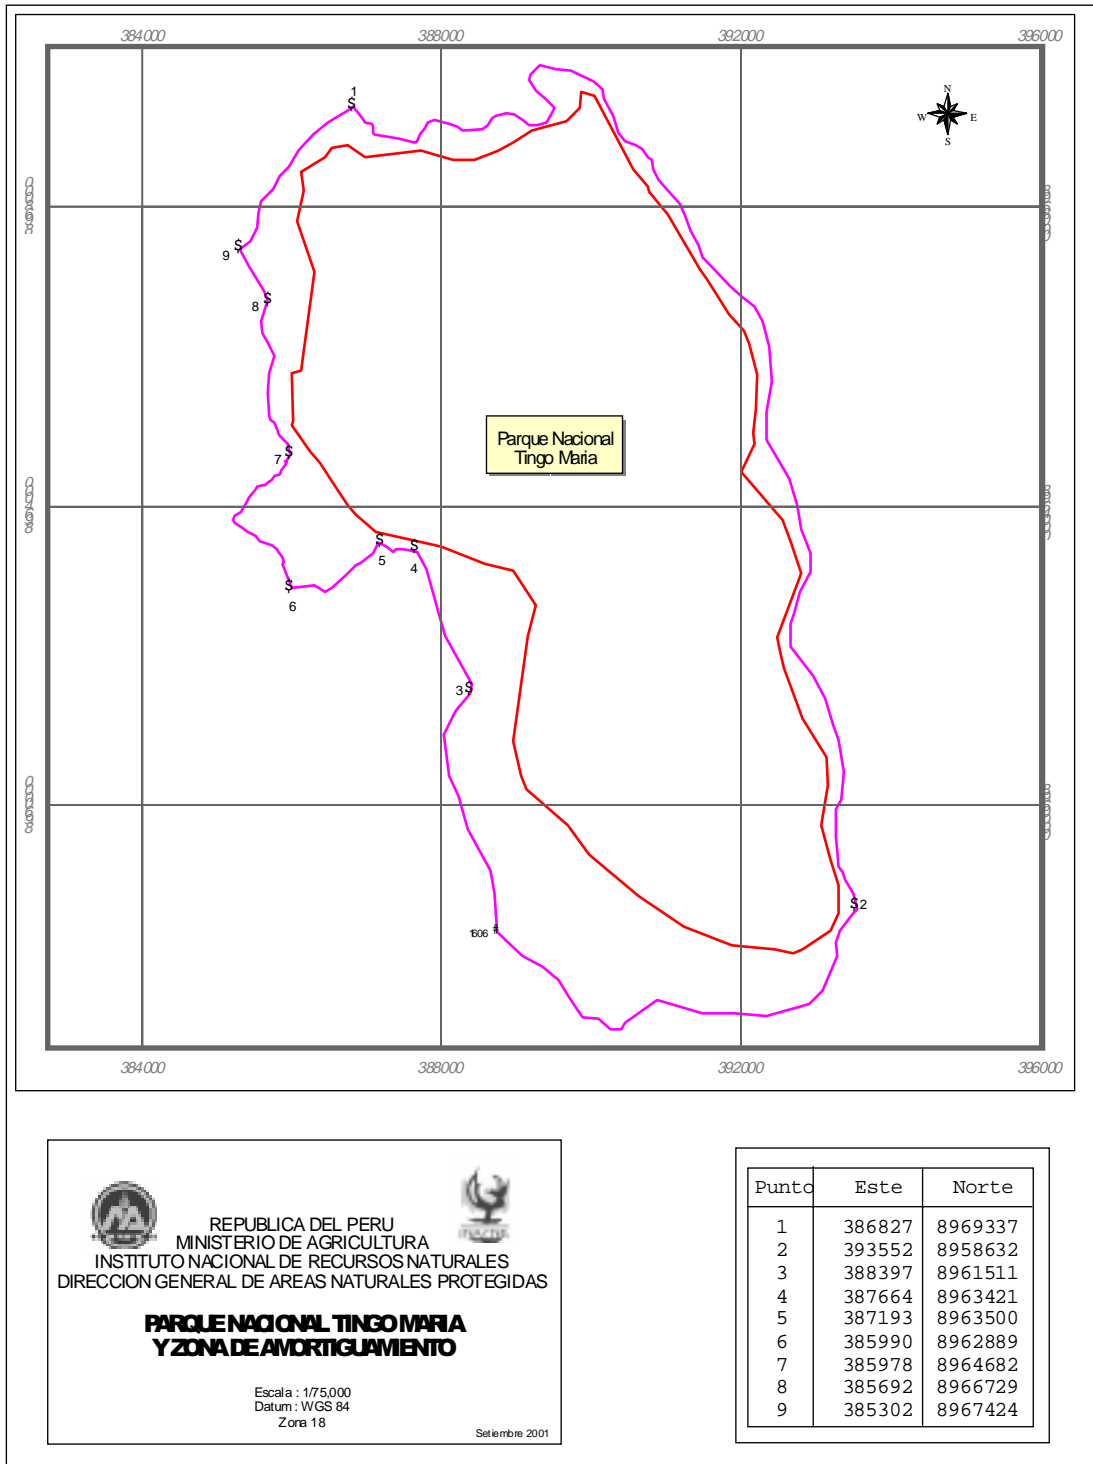 384000 388000 392000 396000
1
N
W E
S
9
8
Parque Nacional
Tingo Maria
7
5
4
6
3
2
1606
384000 388000 392000 396000
REPUBLICA DEL PERU
MINISTERIO DE AGRICULTURA
INSTITUTO NACIONAL DE RECURSOS NATURALES
DIRECCION GENERAL DE AREAS NATURALES PROTEGIDAS
PARQUE NACIONAL TINGO MARIA
Y ZONA DE AMORTIGUAMIENTO
Escala : 1/75,000
Datum : WGS 84
Zona 18
Setiembre 2001
Punto Este Norte
1 386827 8969337
2 393552 8958632
3 388397 8961511
4 387664 8963421
5 387193 8963500
6 385990 8962889
7 385978 8964682
8 385692 8966729
9 385302 8967424